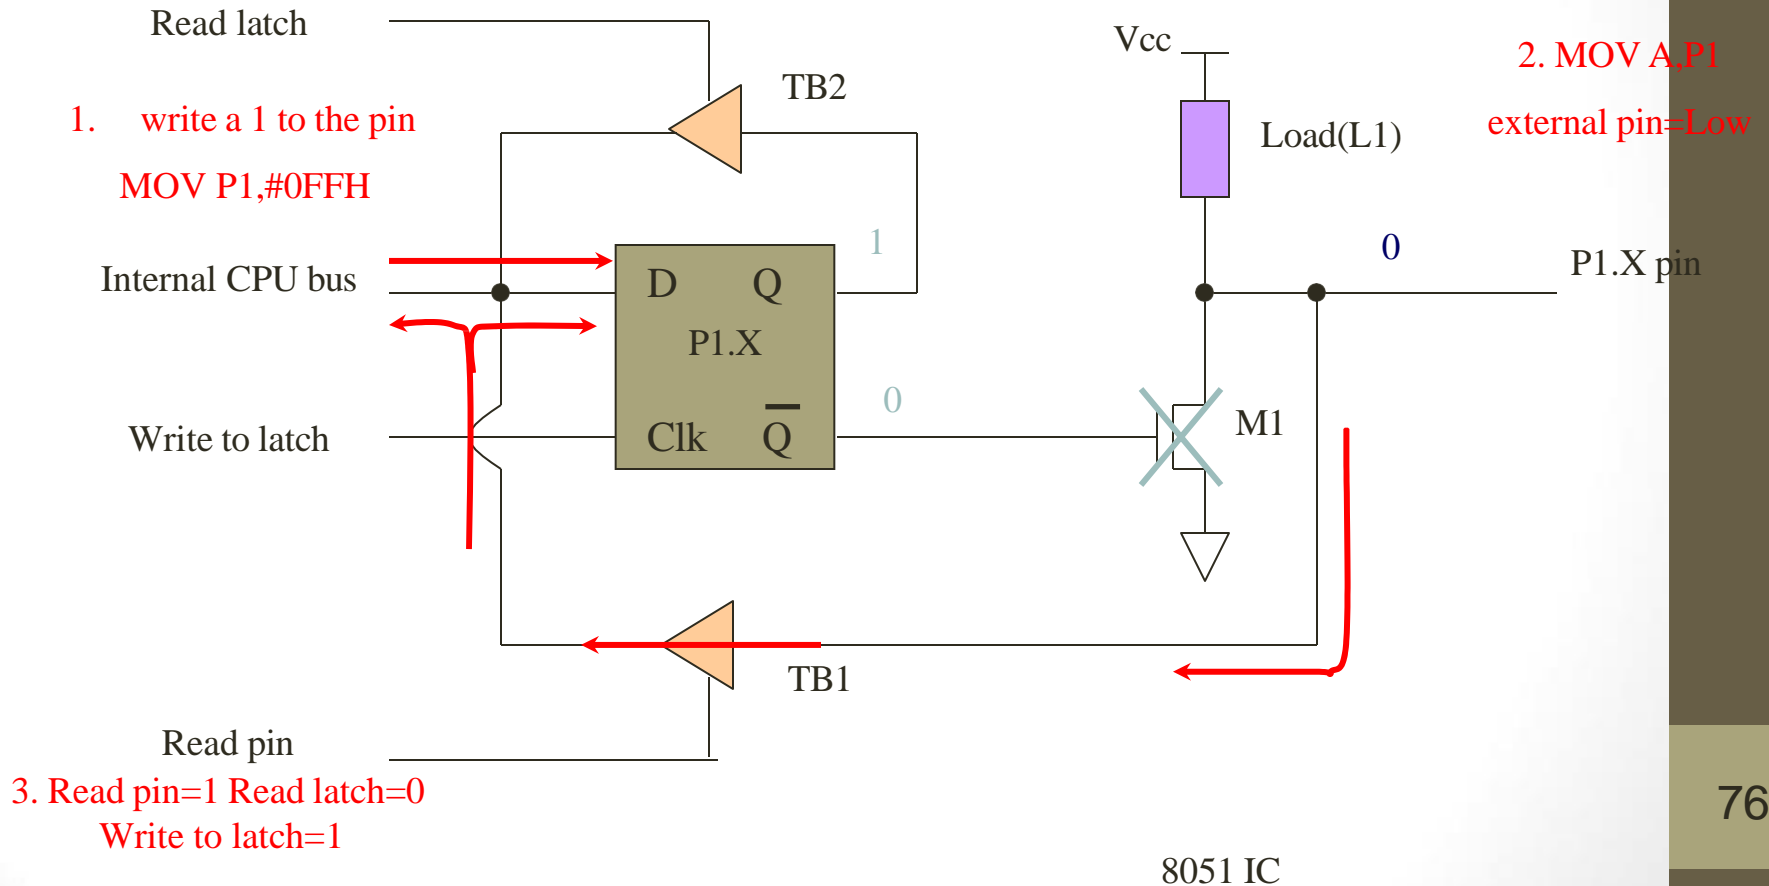 Read latch
Vcc
2. MOV A,P1
TB2
1. write a 1 to the pin
Load(L1)
external pin=Low
MOV P1,#0FFH
1
0
P1.X pin
Internal CPU bus
D Q
P1.X
0
M1
Write to latch
Clk Q̅
TB1
Read pin
3. Read pin=1 Read latch=0
Write to latch=1
76
8051 IC